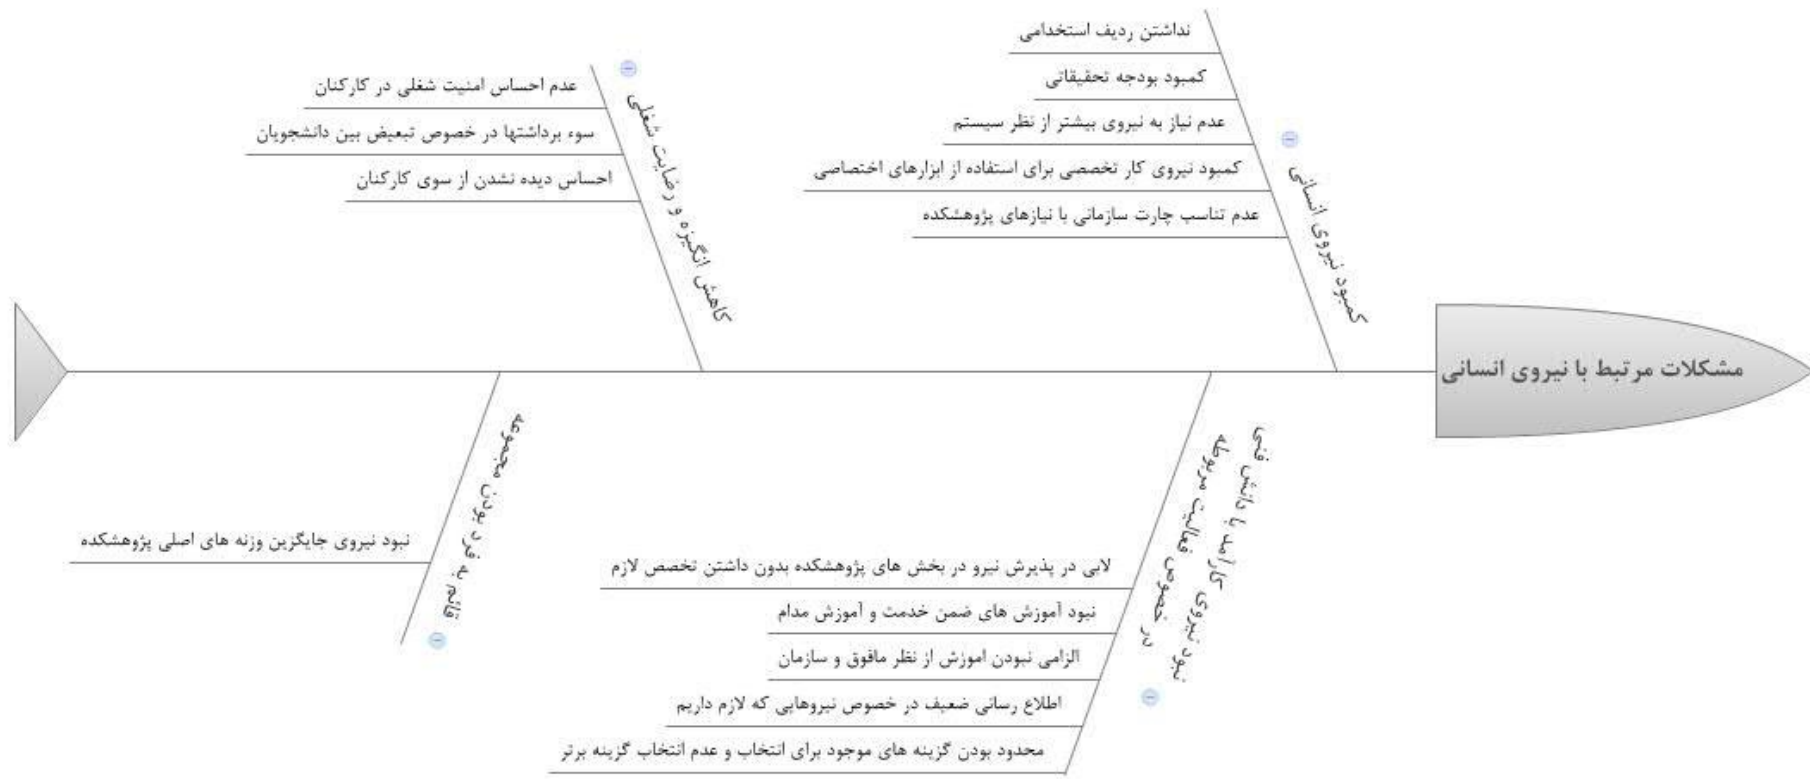 مشکلات مرتبط با نیروی انسانی
کمبود نیروی انسانی
نداشتن ردیف استخدامی
کمبود بودجه تحقیقاتی
عدم نیاز به نیروی بیشتر از نظر سیستم
کمبود نیروی کار تخصصی برای استفاده از ابزارهای اختصاصی
عدم تناسب چارت سازمانی با نیازهای پژوهشکده
کاهش انگیزه و رضایت شغلی
عدم احساس امنیت شغلی در کارکنان
سوء برداشتها در خصوص تبعیض بین دانشجویان
احساس دیده نشدن از سوی کارکنان
نبود نیروی کارآمد با دانش فنی
در خصوص فعالیت مربوطه
لابی در پذیرش نیرو در بخش های پژوهشکده بدون داشتن تخصص لازم
نبود آموزش های ضمن خدمت و آموزش مدام
الزامی نبودن اموزش از نظر مافوق و سازمان
اطلاع رسانی ضعیف در خصوص نیروهایی که لازم داریم
محدود بودن گزینه های موجود برای انتخاب و عدم انتخاب گزینه برتر
قائم به فرد بودن مجموعه
نبود نیروی جایگزین وزنه های اصلی پژوهشکده